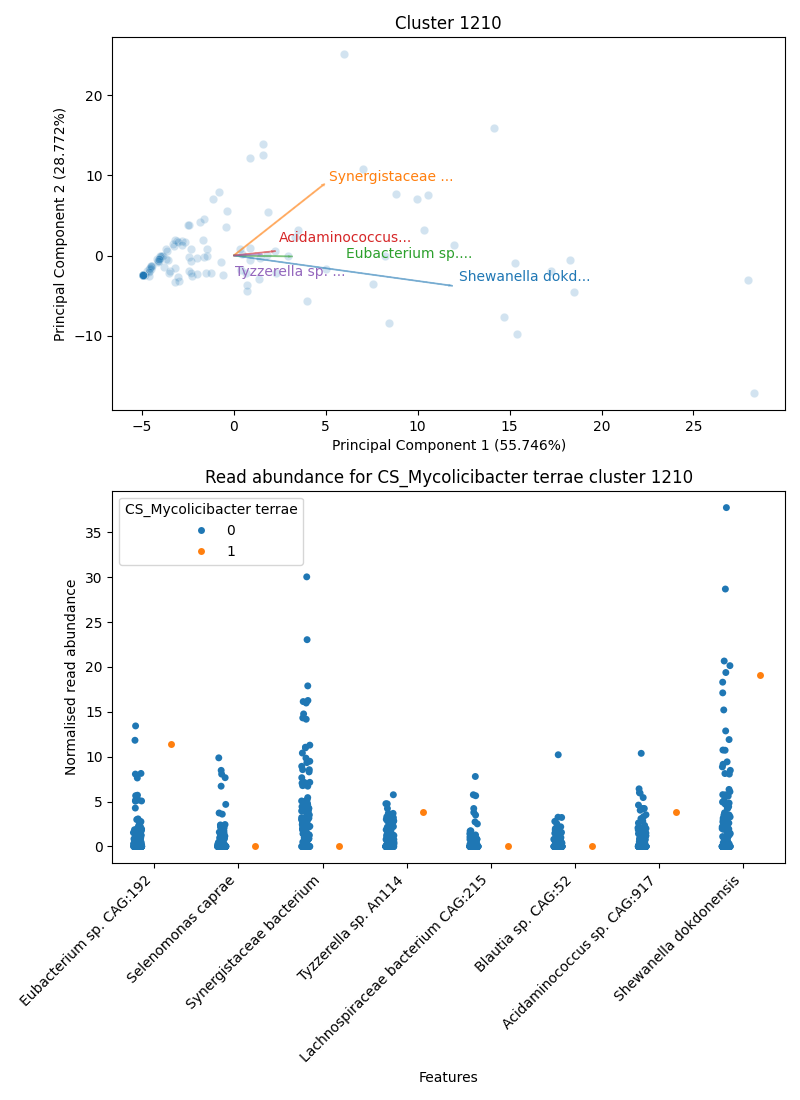 Cluster 1210
20
10
0
−10
Principal Component 2 (28.772%)
Synergistaceae ...
Acidaminococcus...
Eubacterium sp....
Tyzzerella sp. ...
Shewanella dokd...
−5
0
5
10
15
20
25
Principal Component 1 (55.746%)
Read abundance for CS_Mycolicibacter terrae cluster 1210
CS_Mycolicibacter terrae
0
1
35
30
25
20
15
10
5
0
Normalised read abundance
Eubacterium sp. CAG:192
Selenomonas caprae
Synergistaceae bacterium
Tyzzerella sp. An114
Lachnospiraceae bacterium CAG:215
Blautia sp. CAG:52
Acidaminococcus sp. CAG:917
Shewanella dokdonensis
Features